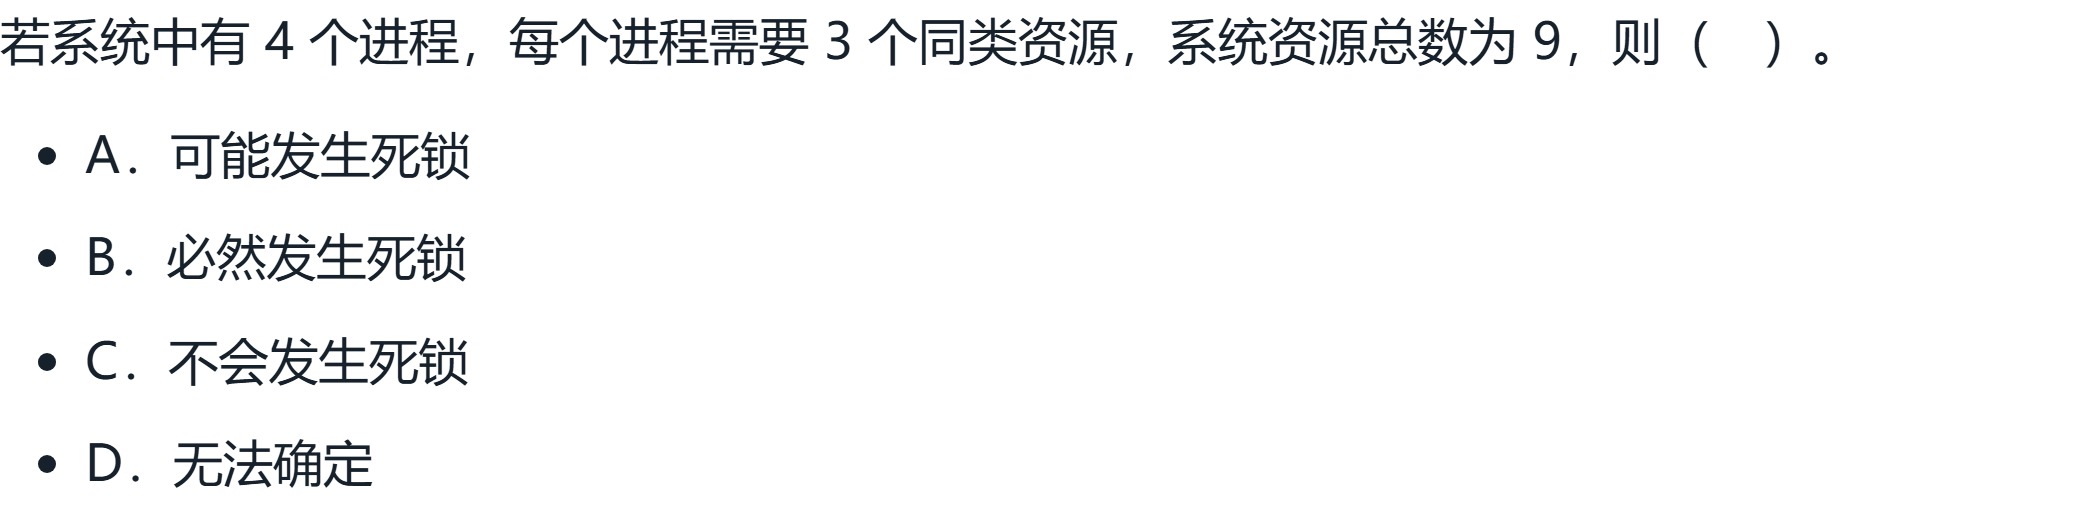 若系统中有 4 个进程，每个进程需要 3 个同类资源，系统资源总数为 9，则（　）。
• A．可能发生死锁
• B．必然发生死锁
• C．不会发生死锁
• D．无法确定